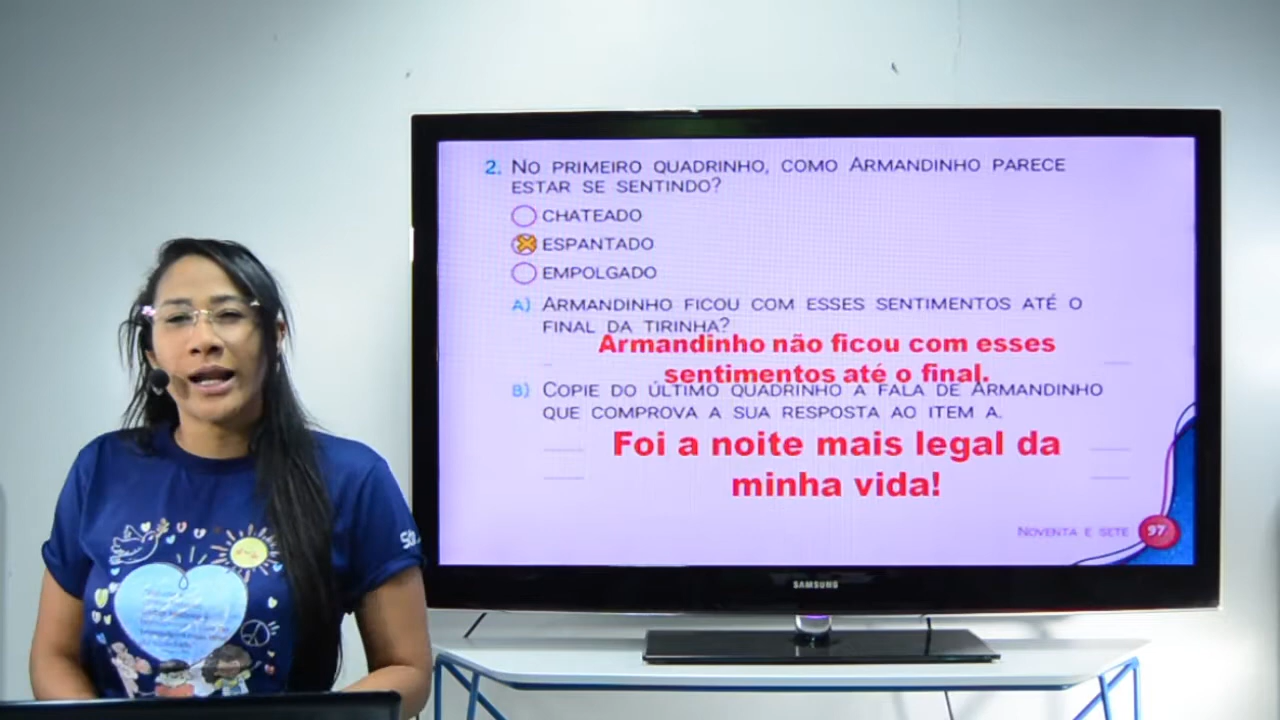 2. NO PRIMEIRO QUADRINHO, COMO ARMANDINHO PARECE
ESTAR SE SENTINDO?
CHATEADO
ESPANTADO
EMPOLGADO
A) ARMANDINHO FICOU COM ESSES SENTIMENTOS ATÉ O
FINAL DA TIRINHA?
Armandinho não ficou com esses
sentimentos até o final.
B) COPIE DO ÚLTIMO QUADRINHO A FALA DE ARMANDINHO
QUE COMPROVA A SUA RESPOSTA AO ITEM A.
Foi a noite mais legal da
minha vida!
NOVENTA E SETE 97
SAMSUNG